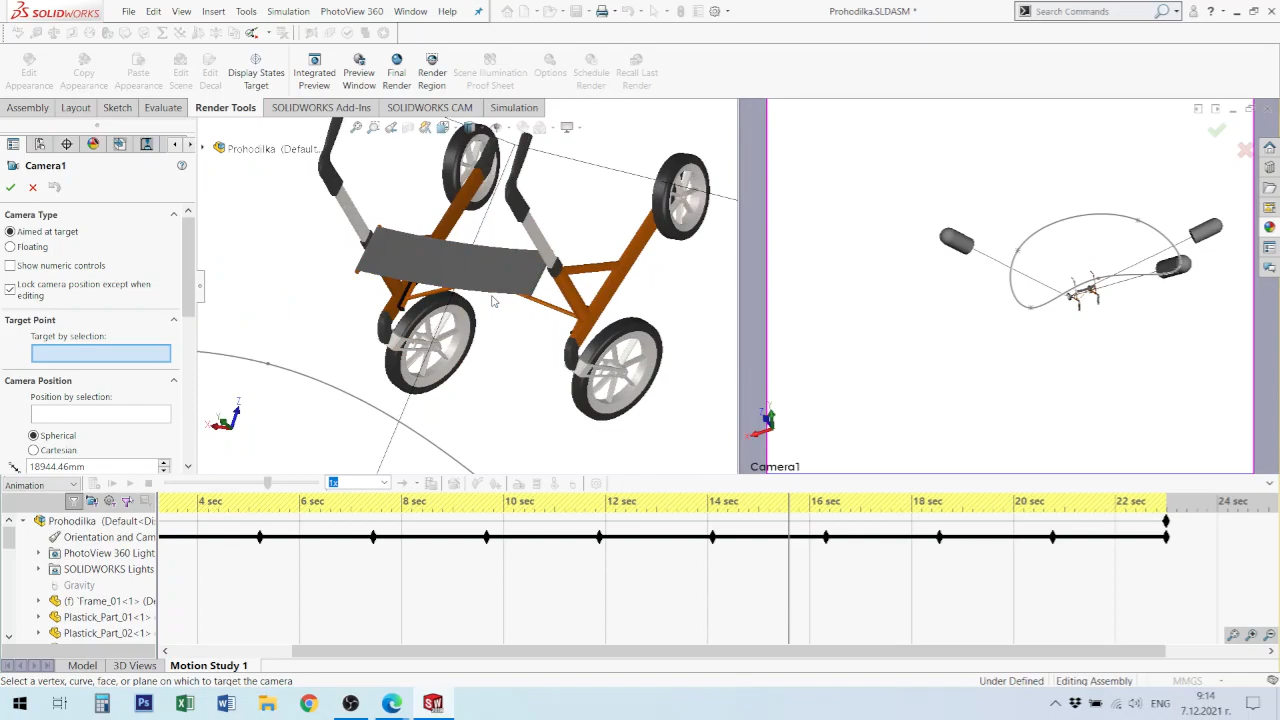 SOLIDWORKS File Edit View Insert Tools Simulation PhotoView 360 Window Help Prohodilka.SLDASM * Search Commands
Edit Appearance
Copy Appearance
Paste Appearance
Edit Scene
Edit Decal
Display States Target
Integrated Preview
Preview Window
Final Render
Render Region
Scene Illumination Proof Sheet
Options
Schedule Render
Recall Last Render
Assembly Layout Sketch Evaluate Render Tools SOLIDWORKS Add-Ins SOLIDWORKS CAM Simulation
Prohodilka (Default...
Camera1
Camera Type
Aimed at target
Floating
Show numeric controls
Lock camera position except when
editing
Target Point
Target by selection:
Camera Position
Position by selection:
Spherical
Cartesian
18944.46mm
Z
Y
X
Z
Y
X
Camera1
Animation
1x
4 sec 6 sec 8 sec 10 sec 12 sec 14 sec 16 sec 18 sec 20 sec 22 sec 24 sec
Prohodilka (Default<Di
Orientation and Cam
PhotoView 360 Light
SOLIDWORKS Lights
Gravity
(f) `Frame_01<1> (De
Plastick_Part_01<1>
Plastick_Part_02<1>
Model 3D Views Motion Study 1
Select a vertex, curve, face, or plane on which to target the camera Under Defined Editing Assembly MMGS
ENG
9:14
7.12.2021 г.